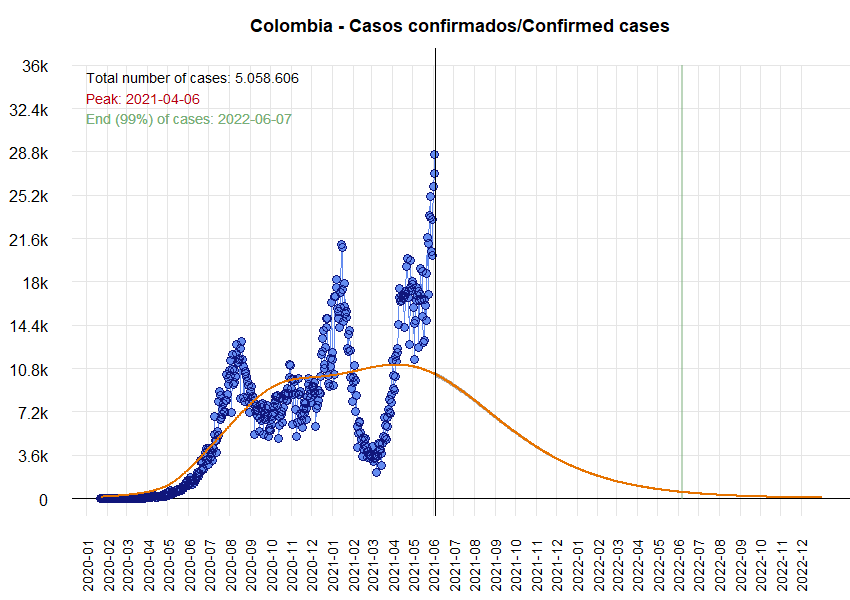 Colombia - Casos confirmados/Confirmed cases
36k
Total number of cases: 5.058.606
Peak: 2021-04-06
32.4k
End (99%) of cases: 2022-06-07
28.8k
25.2k
21.6k
18k
14.4k
10.8k
7.2k
3.6k
0
2020-01
2020-02
2020-03
2020-04
2020-05
2020-06
2020-07
2020-08
2020-09
2020-10
2020-11
2020-12
2021-01
2021-02
2021-03
2021-04
2021-05
2021-06
2021-07
2021-08
2021-09
2021-10
2021-11
2021-12
2022-01
2022-02
2022-03
2022-04
2022-05
2022-06
2022-07
2022-08
2022-09
2022-10
2022-11
2022-12